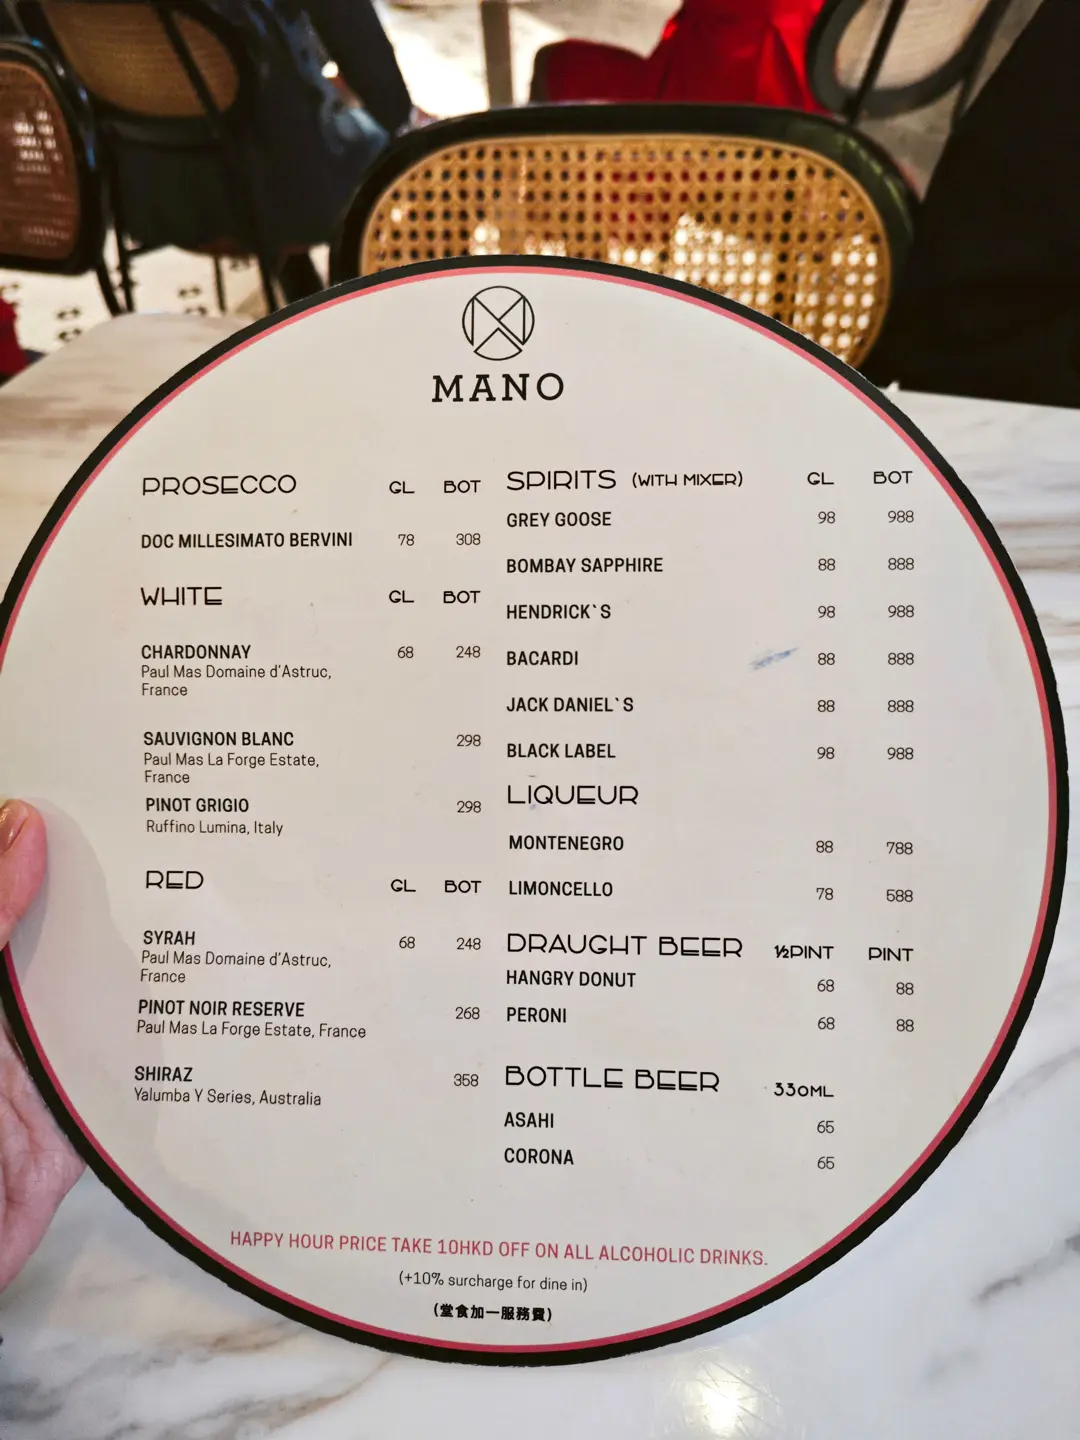 MANO
PROSECCO GL BOT
DOC MILLESIMATO BERVINI 78 308
WHITE GL BOT
CHARDONNAY 68 248
Paul Mas Domaine d'Astruc,
France
SAUVIGNON BLANC 298
Paul Mas La Forge Estate,
France
PINOT GRIGIO 298
Ruffino Lumina, Italy
RED GL BOT
SYRAH 68 248
Paul Mas Domaine d'Astruc,
France
PINOT NOIR RESERVE 268
Paul Mas La Forge Estate, France
SHIRAZ 358
Yalumba Y Series, Australia
SPIRITS (WITH MIXER) GL BOT
GREY GOOSE 98 988
BOMBAY SAPPHIRE 88 888
HENDRICK`S 98 988
BACARDI 88 888
JACK DANIEL`S 88 888
BLACK LABEL 98 988
LIQUEUR
MONTENEGRO 88 788
LIMONCELLO 78 588
DRAUGHT BEER ½PINT PINT
HANGRY DONUT 68 88
PERONI 68 88
BOTTLE BEER 330ML
ASAHI 65
CORONA 65
HAPPY HOUR PRICE TAKE 10HKD OFF ON ALL ALCOHOLIC DRINKS.
(+10% surcharge for dine in)
(堂食加一服務費)